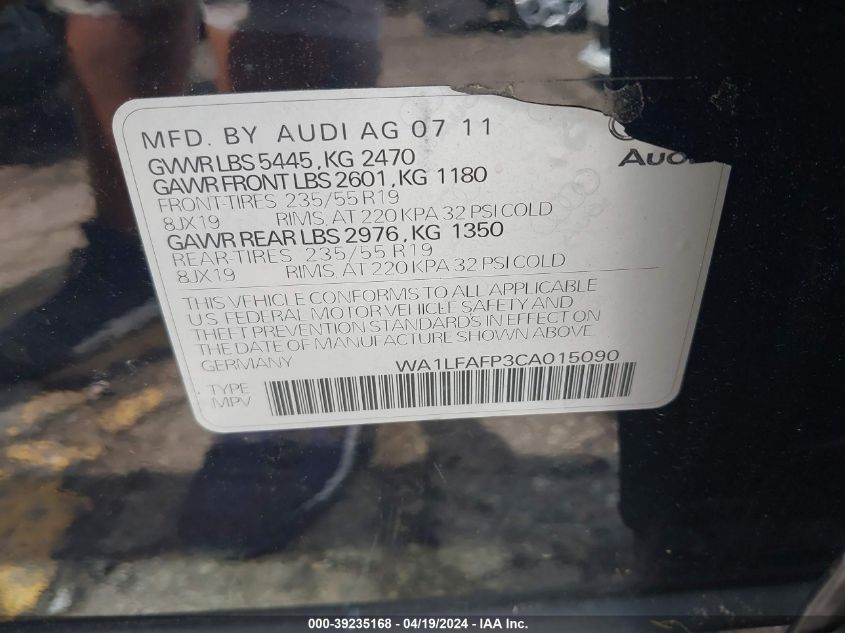 MFD. BY AUDI AG 07 11
GVWR LBS 5445, KG 2470
GAWR FRONT LBS 2601, KG 1180
FRONT-TIRES 235/55 R19
8JX19 RIMS, AT 220 KPA 32 PSI COLD
GAWR REAR LBS 2976, KG 1350
REAR-TIRES 235/55 R19
8JX19 RIMS, AT 220 KPA 32 PSI COLD
THIS VEHICLE CONFORMS TO ALL APPLICABLE
U.S. FEDERAL MOTOR VEHICLE SAFETY AND
THEFT PREVENTION STANDARDS IN EFFECT ON
THE DATE OF MANUFACTURE SHOWN ABOVE.
GERMANY WA1LFAFP3CA015090
TYPE
MPV
000-39235168 - 04/19/2024 - IAA, Inc.